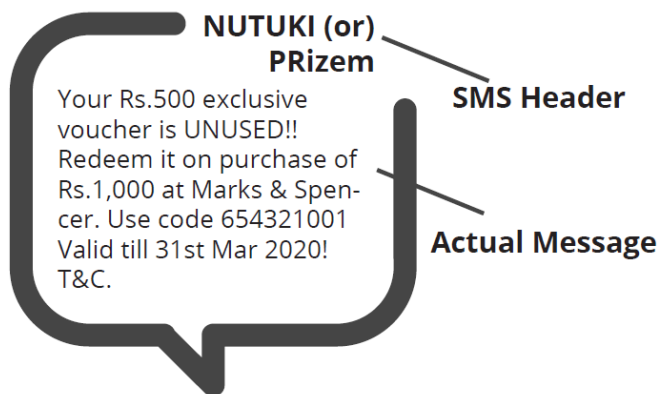 NUTUKI (or)
PRizem
SMS Header
Your Rs.500 exclusive
voucher is UNUSED!!
Redeem it on purchase of
Rs.1,000 at Marks & Spen-
cer. Use code 654321001
Valid till 31st Mar 2020!
T&C.
Actual Message